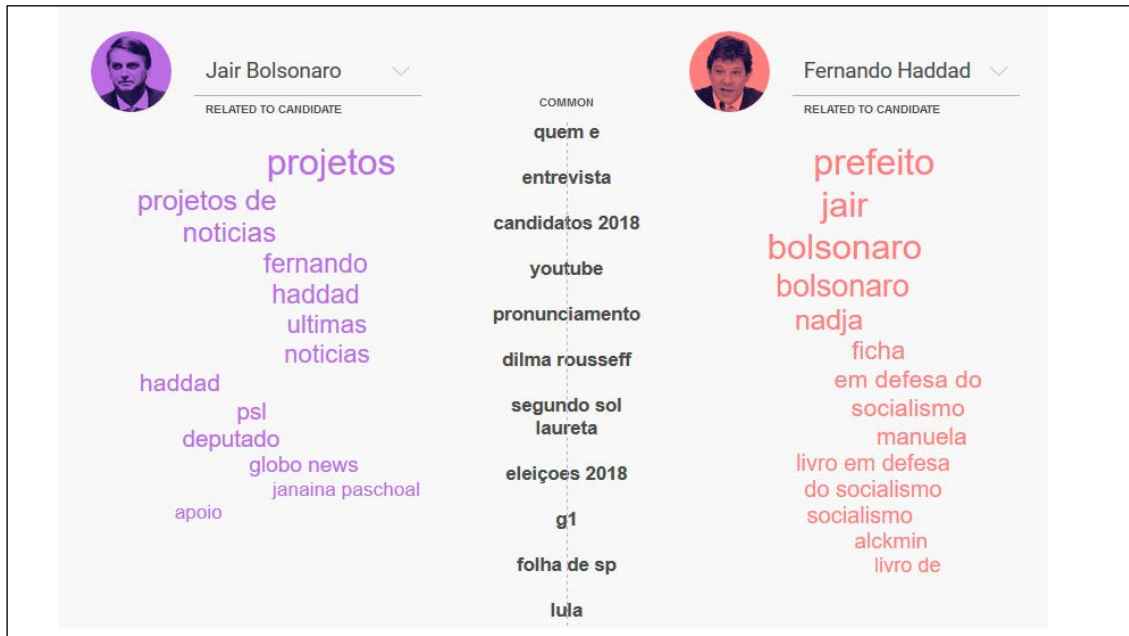 Jair Bolsonaro
RELATED TO CANDIDATE
projetos
projetos de
noticias
fernando
haddad
ultimas
noticias
haddad
psl
deputado
globo news
janaina paschoal
apoio
COMMON
quem e
entrevista
candidatos 2018
youtube
pronunciamento
dilma rousseff
segundo sol
laureta
eleiçoes 2018
g1
folha de sp
lula
Fernando Haddad
RELATED TO CANDIDATE
prefeito
jair
bolsonaro
bolsonaro
nadja
ficha
em defesa do
socialismo
manuela
livro em defesa
do socialismo
socialismo
alckmin
livro de